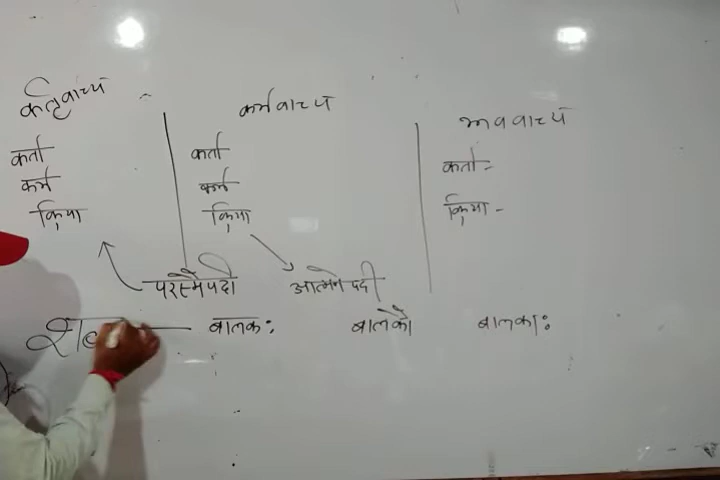 कर्तृवाच्यं
कर्मवाच्यं
भाववाच्यं
कर्ता
कर्म
क्रिया
कर्ता
कर्म
क्रिया
कर्ता -
क्रिया -
परस्मैपदी
आत्मनेपदी
बालकः बालकौ बालकाः